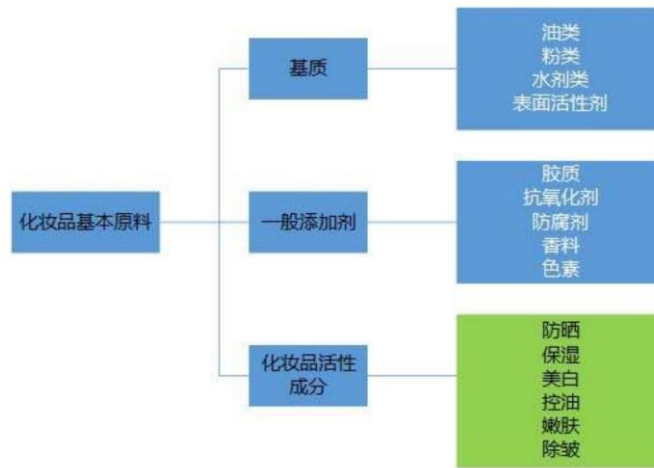 化妆品基本原料
基质
油类
粉类
水剂类
表面活性剂
一般添加剂
胶质
抗氧化剂
防腐剂
香料
色素
化妆品活性
成分
防晒
保湿
美白
控油
嫩肤
除皱